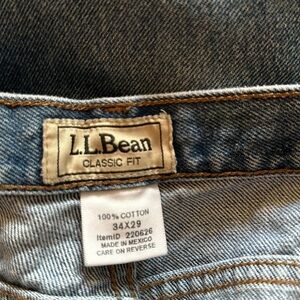 L.L.Bean
CLASSIC FIT
100% COTTON
34X29
ItemID 220626
MADE IN MEXICO
CARE ON REVERSE